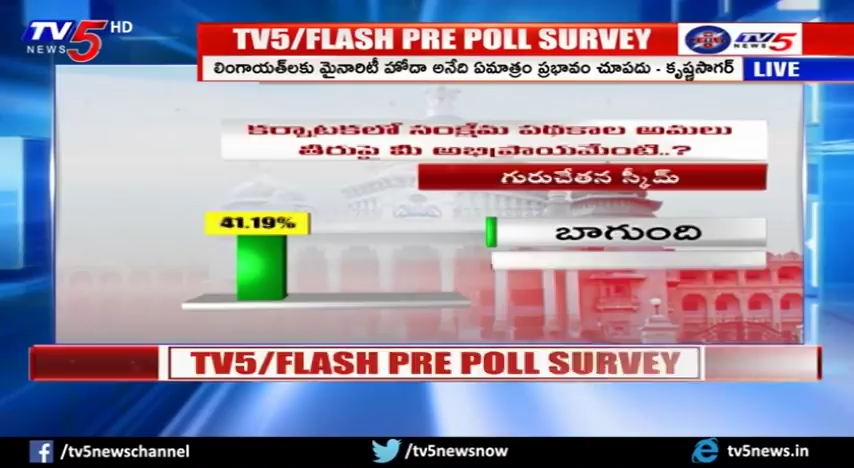 TV5 HD
NEWS
TV5/FLASH PRE POLL SURVEY
TV5
NEWS
లింగాయత్‌లకు మైనారిటీ హోదా అనేది ఏమాత్రం ప్రభావం చూపదు - కృష్ణసాగర్
LIVE
కర్ణాటకలో సంక్షేమ పథకాల అమలు
తీరుపై మీ అభిప్రాయమేంటి..?
గురుచేతన స్కీమ్
41.19%
బాగుంది
TV5/FLASH PRE POLL SURVEY
/tv5newschannel
/tv5newsnow
tv5news.in